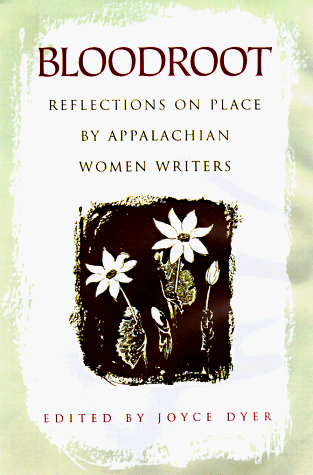 BLOODROOT
REFLECTIONS ON PLACE
BY APPALACHIAN
WOMEN WRITERS
EDITED BY JOYCE DYER